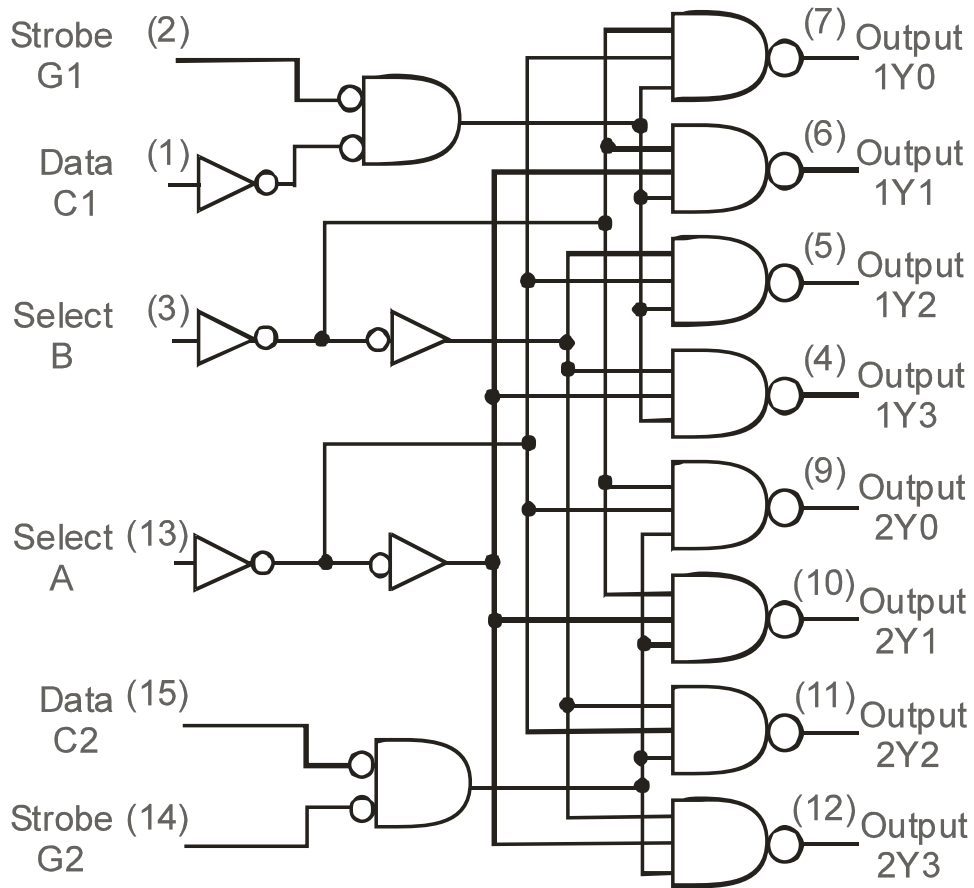 Strobe (2)
G1
Data (1)
C1
Select (3)
B
Select (13)
A
Data (15)
C2
Strobe (14)
G2
(7) Output
1Y0
(6) Output
1Y1
(5) Output
1Y2
(4) Output
1Y3
(9) Output
2Y0
(10) Output
2Y1
(11) Output
2Y2
(12) Output
2Y3